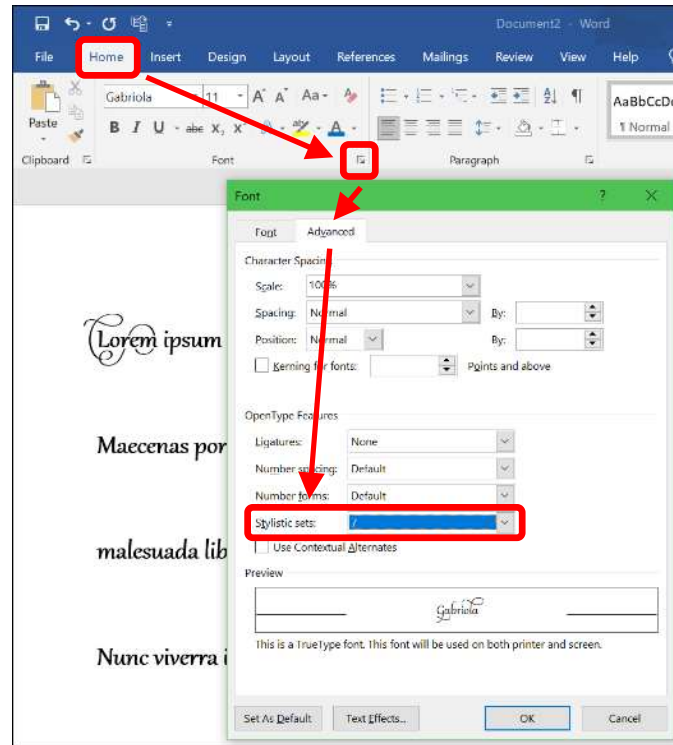 Document2 - Word
File Home Insert Design Layout References Mailings Review View Help
Gabriola 11 A A Aa
Paste B I U abc X, X A AaBbCcDc
1 Normal
Clipboard Font Paragraph
Font ? X
Font Advanced
Character Spacing
Scale: 100%
Spacing: Normal By:
Position: Normal By:
Kerning for fonts: Points and above
OpenType Features
Ligatures: None
Number spacing: Default
Number forms: Default
Stylistic sets: 7
Use Contextual Alternates
Preview
Gabriola
This is a TrueType font. This font will be used on both printer and screen.
Set As Default Text Effects... OK Cancel
Lorem ipsum
Maecenas por
malesuada lib
Nunc viverra i